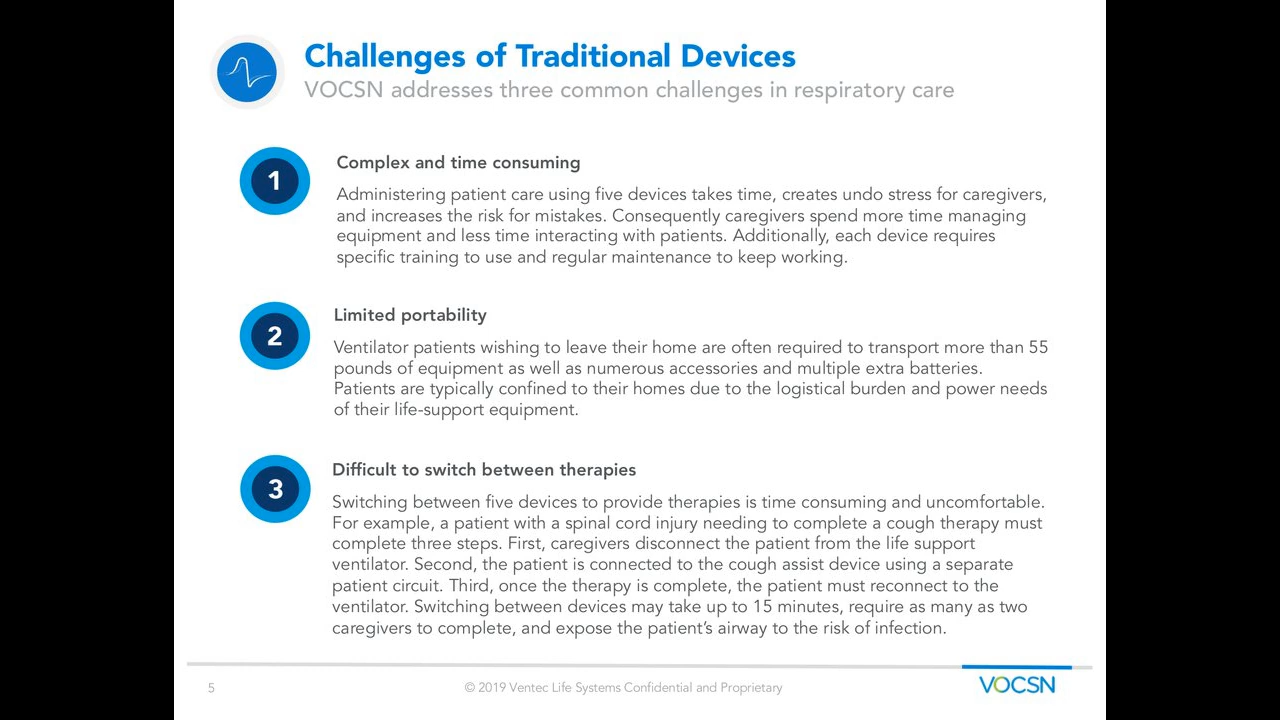 Challenges of Traditional Devices
VOCSN addresses three common challenges in respiratory care
1
Complex and time consuming
Administering patient care using five devices takes time, creates undo stress for caregivers,
and increases the risk for mistakes. Consequently caregivers spend more time managing
equipment and less time interacting with patients. Additionally, each device requires
specific training to use and regular maintenance to keep working.
2
Limited portability
Ventilator patients wishing to leave their home are often required to transport more than 55
pounds of equipment as well as numerous accessories and multiple extra batteries.
Patients are typically confined to their homes due to the logistical burden and power needs
of their life-support equipment.
3
Difficult to switch between therapies
Switching between five devices to provide therapies is time consuming and uncomfortable.
For example, a patient with a spinal cord injury needing to complete a cough therapy must
complete three steps. First, caregivers disconnect the patient from the life support
ventilator. Second, the patient is connected to the cough assist device using a separate
patient circuit. Third, once the therapy is complete, the patient must reconnect to the
ventilator. Switching between devices may take up to 15 minutes, require as many as two
caregivers to complete, and expose the patient’s airway to the risk of infection.
5
© 2019 Ventec Life Systems Confidential and Proprietary
VOCSN